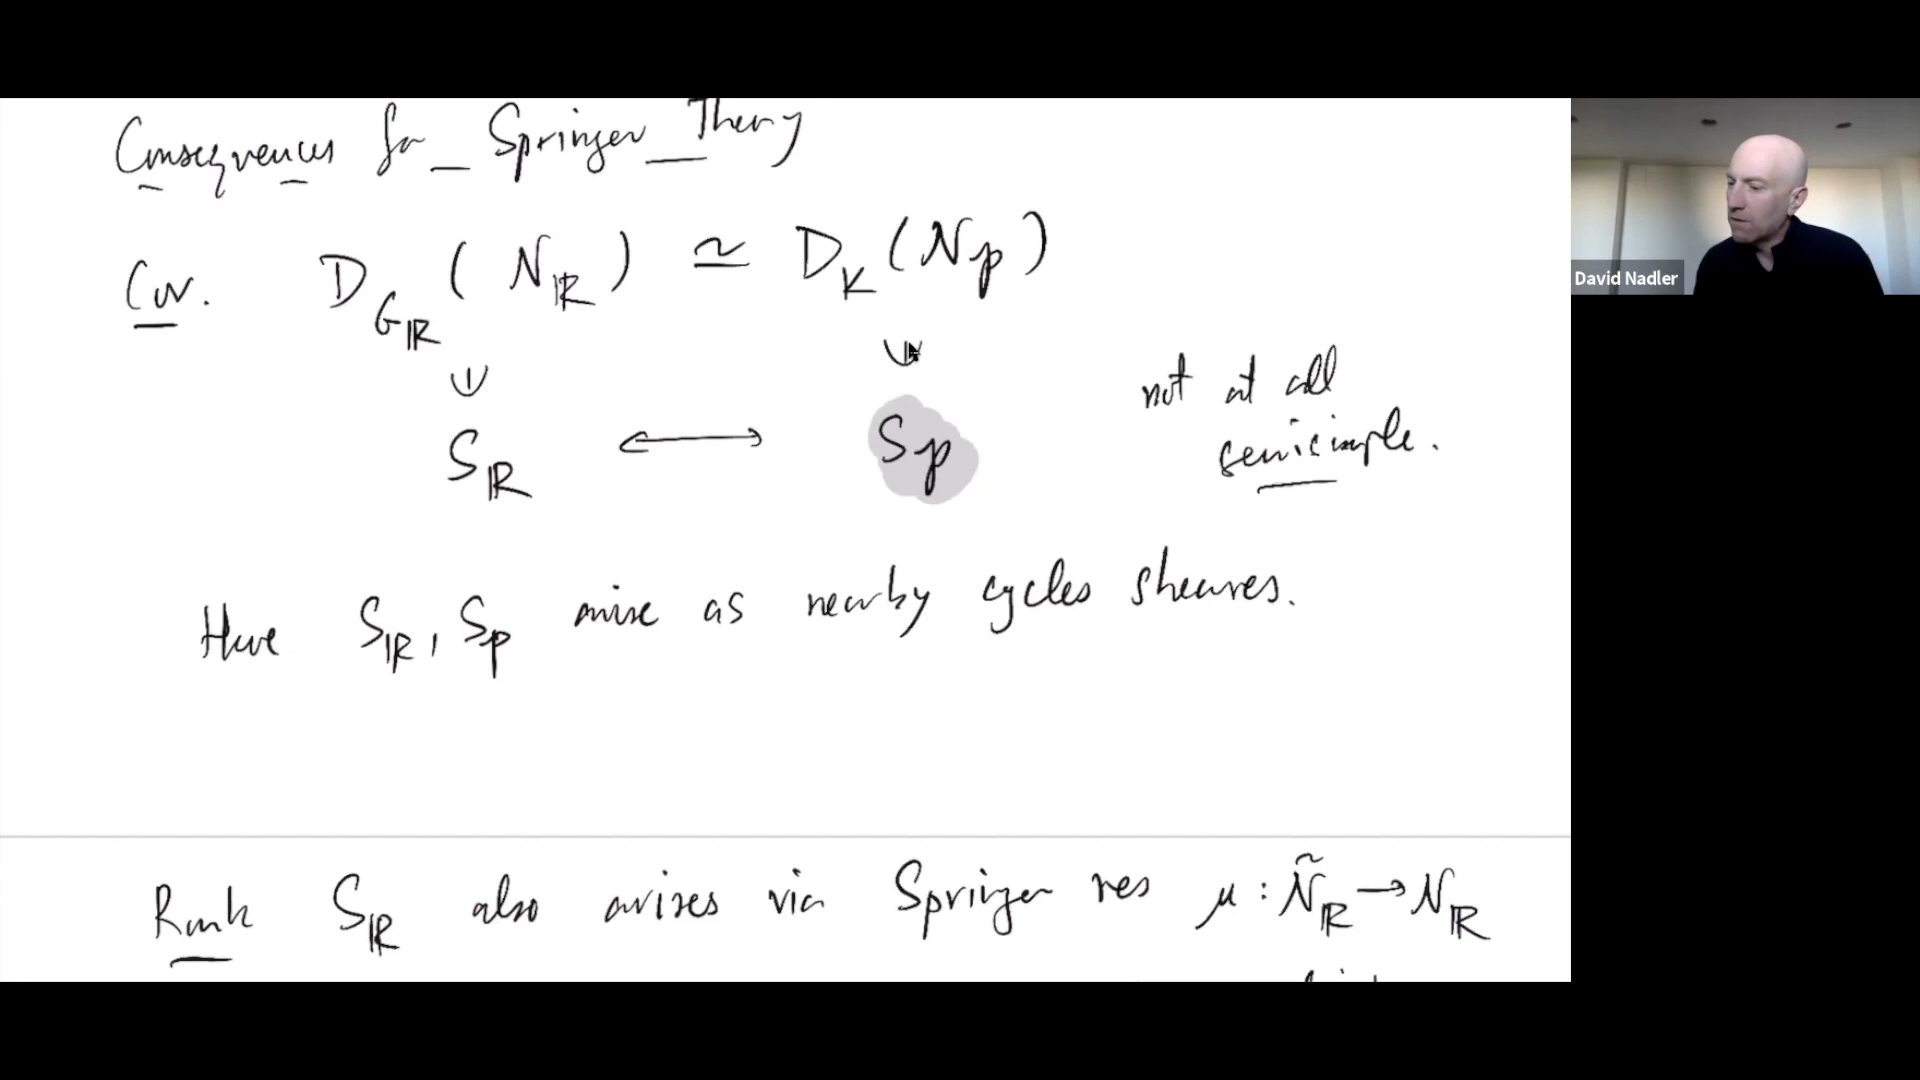 Consequences for Springer Theory
Cor. D_{G_ℝ} ( N_ℝ ) ≃ D_K ( N_p )
S_ℝ ⟷ S_p
not at all
semisimple.
Here S_ℝ, S_p arise as nearby cycles sheaves.
Rmk S_ℝ also arises via Springer res μ : Ñ_ℝ → N_ℝ
David Nadler